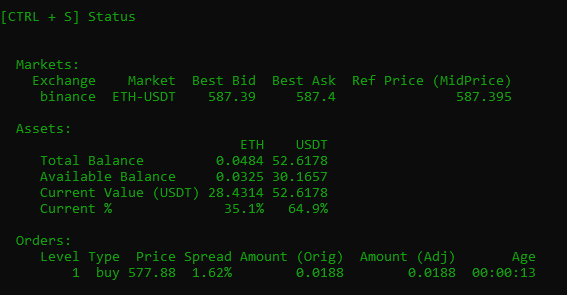 [CTRL + S] Status
Markets:
Exchange Market Best Bid Best Ask Ref Price (MidPrice)
binance ETH-USDT 587.39 587.4 587.395
Assets:
ETH USDT
Total Balance 0.0484 52.6178
Available Balance 0.0325 30.1657
Current Value (USDT) 28.4314 52.6178
Current % 35.1% 64.9%
Orders:
Level Type Price Spread Amount (Orig) Amount (Adj) Age
1 buy 577.88 1.62% 0.0188 0.0188 00:00:13